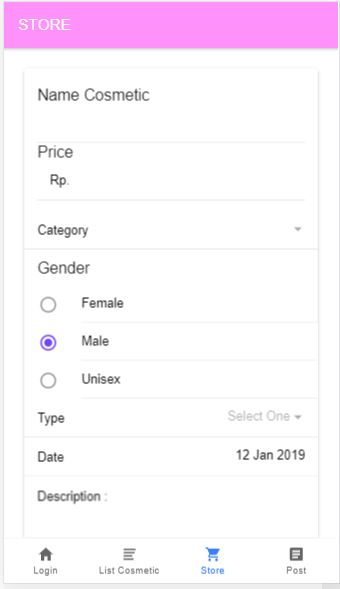 STORE
Name Cosmetic
Price
Rp.
Category
Gender
Female
Male
Unisex
Type Select One
Date 12 Jan 2019
Description :
Login List Cosmetic Store Post